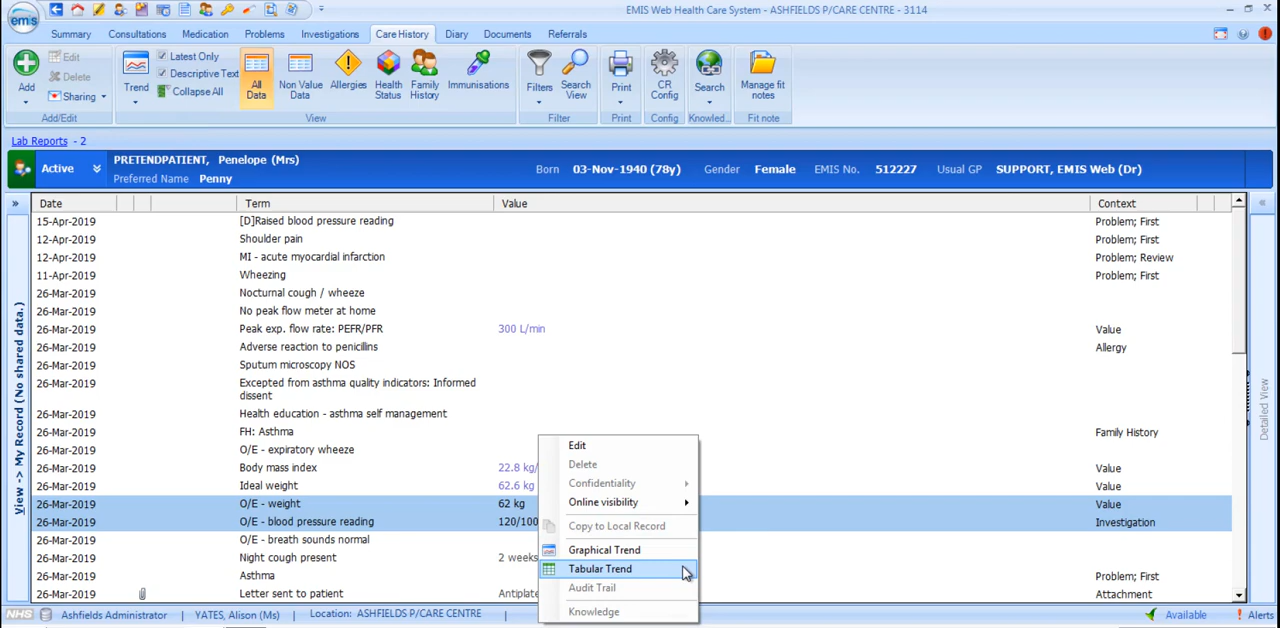 emis
EMIS Web Health Care System - ASHFIELDS P/CARE CENTRE - 3114
Summary Consultations Medication Problems Investigations Care History Diary Documents Referrals
Add
Edit
Delete
Sharing
Add/Edit
Trend
Latest Only
Descriptive Text
Collapse All
All Data
Non Value Data
Allergies
Health Status
Family History
Immunisations
View
Filters
Search View
Filter
Print
Print
CR Config
Config
Search
Knowled...
Manage fit notes
Fit note
Lab Reports - 2
Active PRETENDPATIENT, Penelope (Mrs) Born 03-Nov-1940 (78y) Gender Female EMIS No. 512227 Usual GP SUPPORT, EMIS Web (Dr)
Preferred Name Penny
View -> My Record (No shared data.)
Date Term Value Context
15-Apr-2019 [D]Raised blood pressure reading Problem; First
12-Apr-2019 Shoulder pain Problem; First
12-Apr-2019 MI - acute myocardial infarction Problem; Review
11-Apr-2019 Wheezing Problem; First
26-Mar-2019 Nocturnal cough / wheeze
26-Mar-2019 No peak flow meter at home
26-Mar-2019 Peak exp. flow rate: PEFR/PFR 300 L/min Value
26-Mar-2019 Adverse reaction to penicillins Allergy
26-Mar-2019 Sputum microscopy NOS
26-Mar-2019 Excepted from asthma quality indicators: Informed
dissent
26-Mar-2019 Health education - asthma self management
26-Mar-2019 FH: Asthma Family History
26-Mar-2019 O/E - expiratory wheeze
26-Mar-2019 Body mass index 22.8 kg/ Value
26-Mar-2019 Ideal weight 62.6 kg Value
26-Mar-2019 O/E - weight 62 kg Value
26-Mar-2019 O/E - blood pressure reading 120/100 Investigation
26-Mar-2019 O/E - breath sounds normal
26-Mar-2019 Night cough present 2 weeks
26-Mar-2019 Asthma Problem; First
26-Mar-2019 Letter sent to patient Antiplate Attachment
Edit
Delete
Confidentiality
Online visibility
Copy to Local Record
Graphical Trend
Tabular Trend
Audit Trail
Knowledge
Detailed View
NHS Ashfields Administrator YATES, Alison (Ms) Location: ASHFIELDS P/CARE CENTRE Available Alerts